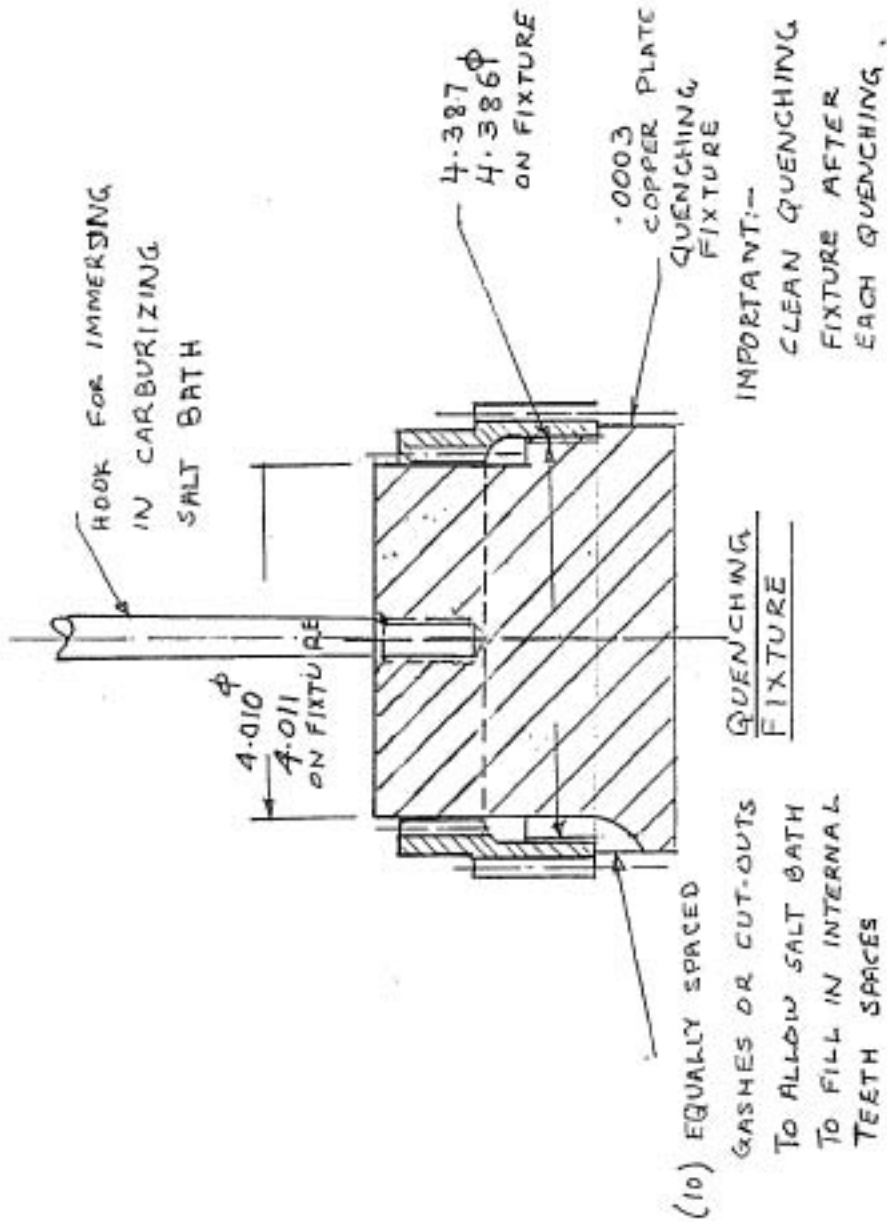 HOOK FOR IMMERSING
IN CARBURIZING
SALT BATH
4.010 φ
4.011
ON FIXTURE
4.387
4.386 φ
ON FIXTURE
.0003
COPPER PLATE
QUENCHING
FIXTURE
(10) EQUALLY SPACED
GASHES OR CUT-OUTS
TO ALLOW SALT BATH
TO FILL IN INTERNAL
TEETH SPACES
QUENCHING
FIXTURE
IMPORTANT:-
CLEAN QUENCHING
FIXTURE AFTER
EACH QUENCHING.